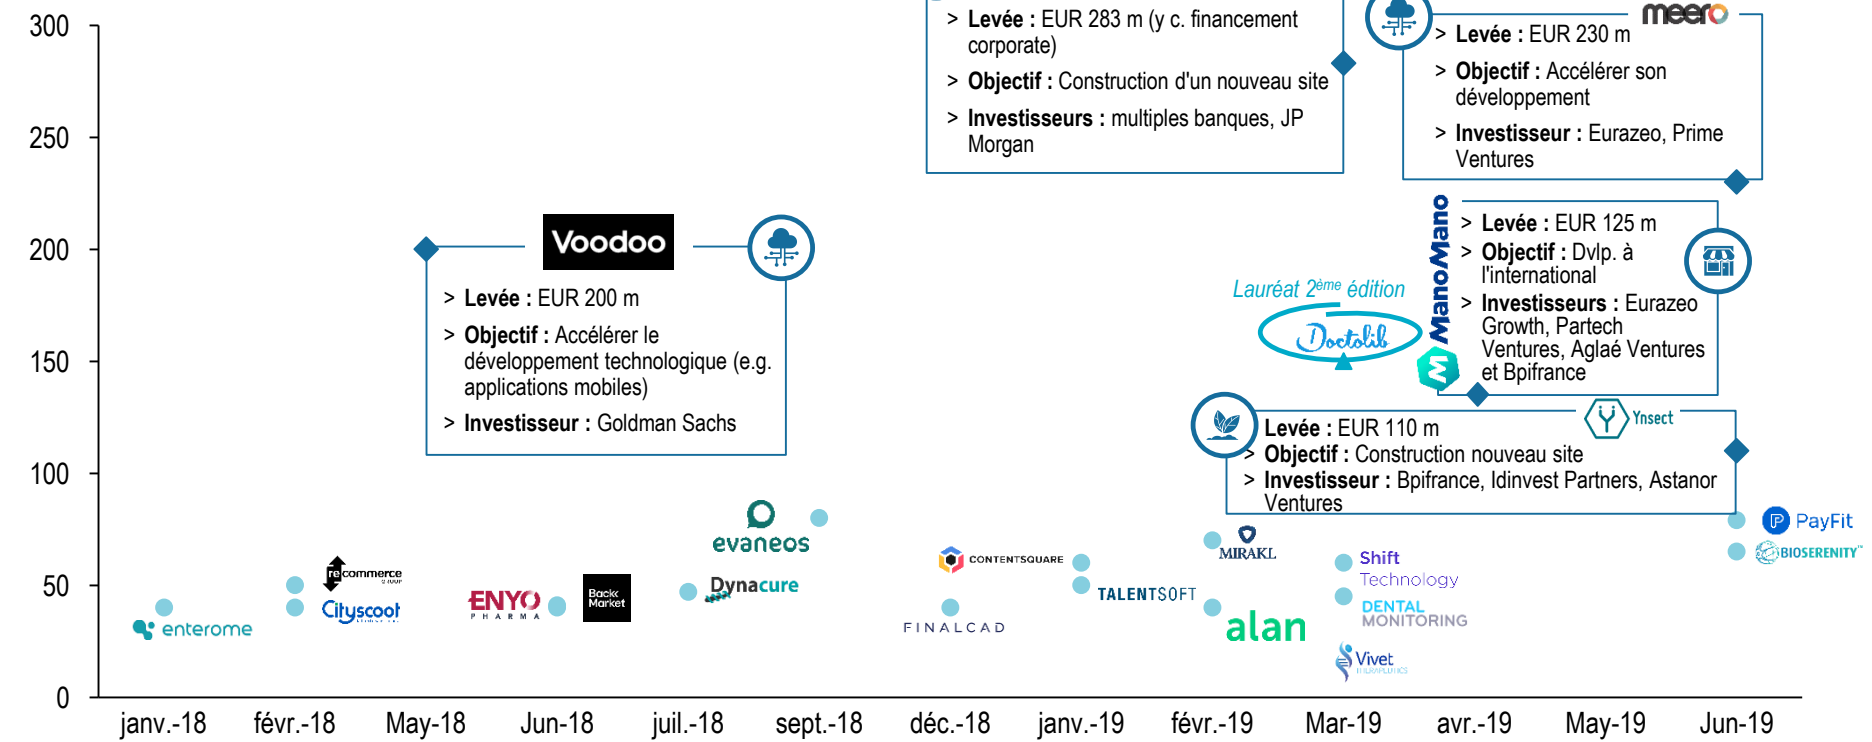 300
250
200
150
100
50
0
> Levée : EUR 283 m (y c. financement
corporate)
> Objectif : Construction d'un nouveau site
> Investisseurs : multiples banques, JP
Morgan
meero
> Levée : EUR 230 m
> Objectif : Accélérer son
développement
> Investisseur : Eurazeo, Prime
Ventures
Voodoo
> Levée : EUR 200 m
> Objectif : Accélérer le
développement technologique (e.g.
applications mobiles)
> Investisseur : Goldman Sachs
Lauréat 2ème édition
Doctolib
ManoMano
> Levée : EUR 125 m
> Objectif : Dvlp. à
l'international
> Investisseurs : Eurazeo
Growth, Partech
Ventures, Aglaé Ventures
et Bpifrance
Ynsect
Levée : EUR 110 m
> Objectif : Construction nouveau site
> Investisseur : Bpifrance, Idinvest Partners, Astanor
Ventures
enterome
recommerce
GROUP
Cityscoot
ENYO
PHARMA
Back
Market
evaneos
Dynacure
CONTENTSQUARE
FINALCAD
TALENTSOFT
MIRAKL
alan
Shift
Technology
DENTAL
MONITORING
Vivet
THERAPEUTICS
PayFit
BIOSERENITY™
janv.-18
févr.-18
May-18
Jun-18
juil.-18
sept.-18
déc.-18
janv.-19
févr.-19
Mar-19
avr.-19
May-19
Jun-19